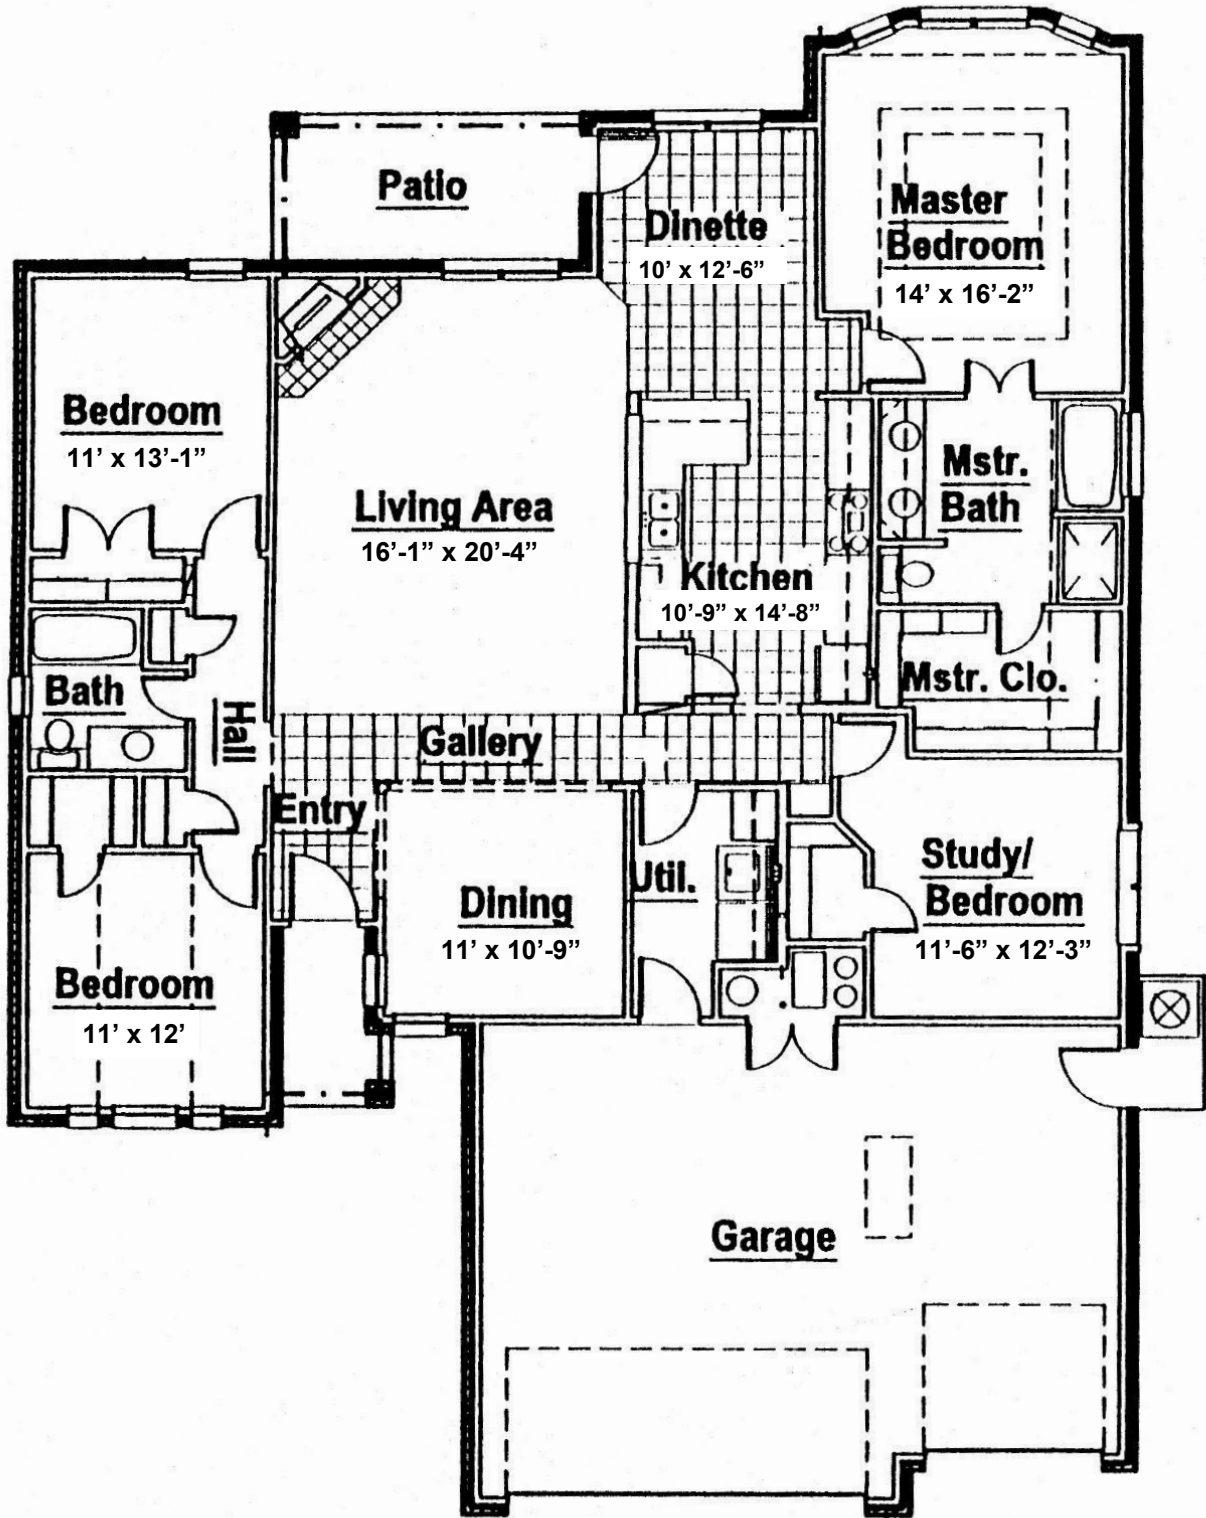 Patio
Dinette
10’ x 12’-6”
Master
Bedroom
14’ x 16’-2”
Bedroom
11’ x 13’-1”
Living Area
16’-1” x 20’-4”
Mstr.
Bath
Kitchen
10’-9” x 14’-8”
Bath
Hall
Mstr. Clo.
Gallery
Entry
Dining
11’ x 10’-9”
Util.
Study/
Bedroom
11’-6” x 12’-3”
Bedroom
11’ x 12’
Garage